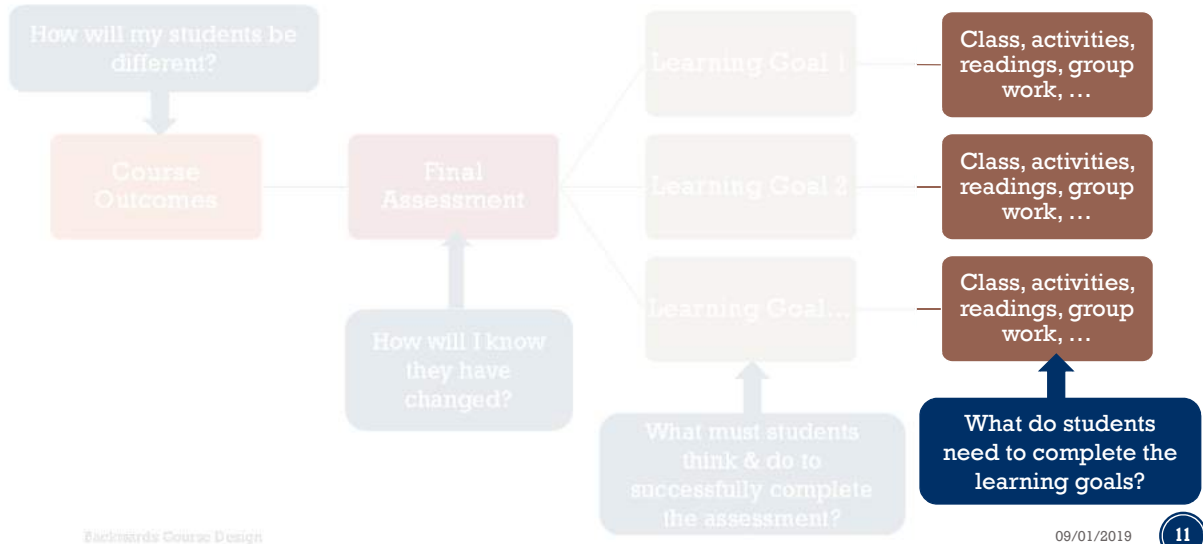 How will my students be
different?
Course
Outcomes
Final
Assessment
How will I know
they have
changed?
Learning Goal 1
Learning Goal 2
Learning Goal…
What must students
think & do to
successfully complete
the assessment?
Class, activities,
readings, group
work, …
Class, activities,
readings, group
work, …
Class, activities,
readings, group
work, …
What do students
need to complete the
learning goals?
Backwards Course Design
09/01/2019
11